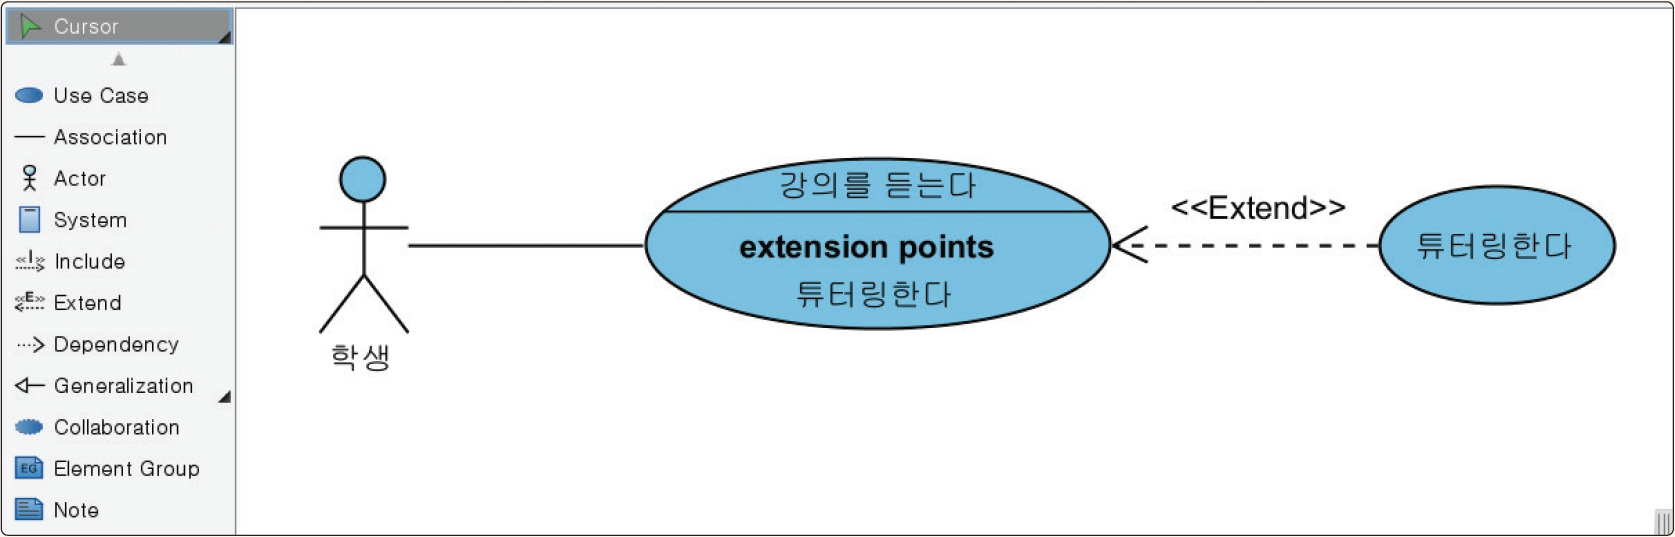 Cursor
Use Case
Association
Actor
System
«I» Include
«E» Extend
Dependency
Generalization
Collaboration
EG Element Group
Note
학생
강의를 듣는다
extension points
튜터링한다
<<Extend>>
튜터링한다